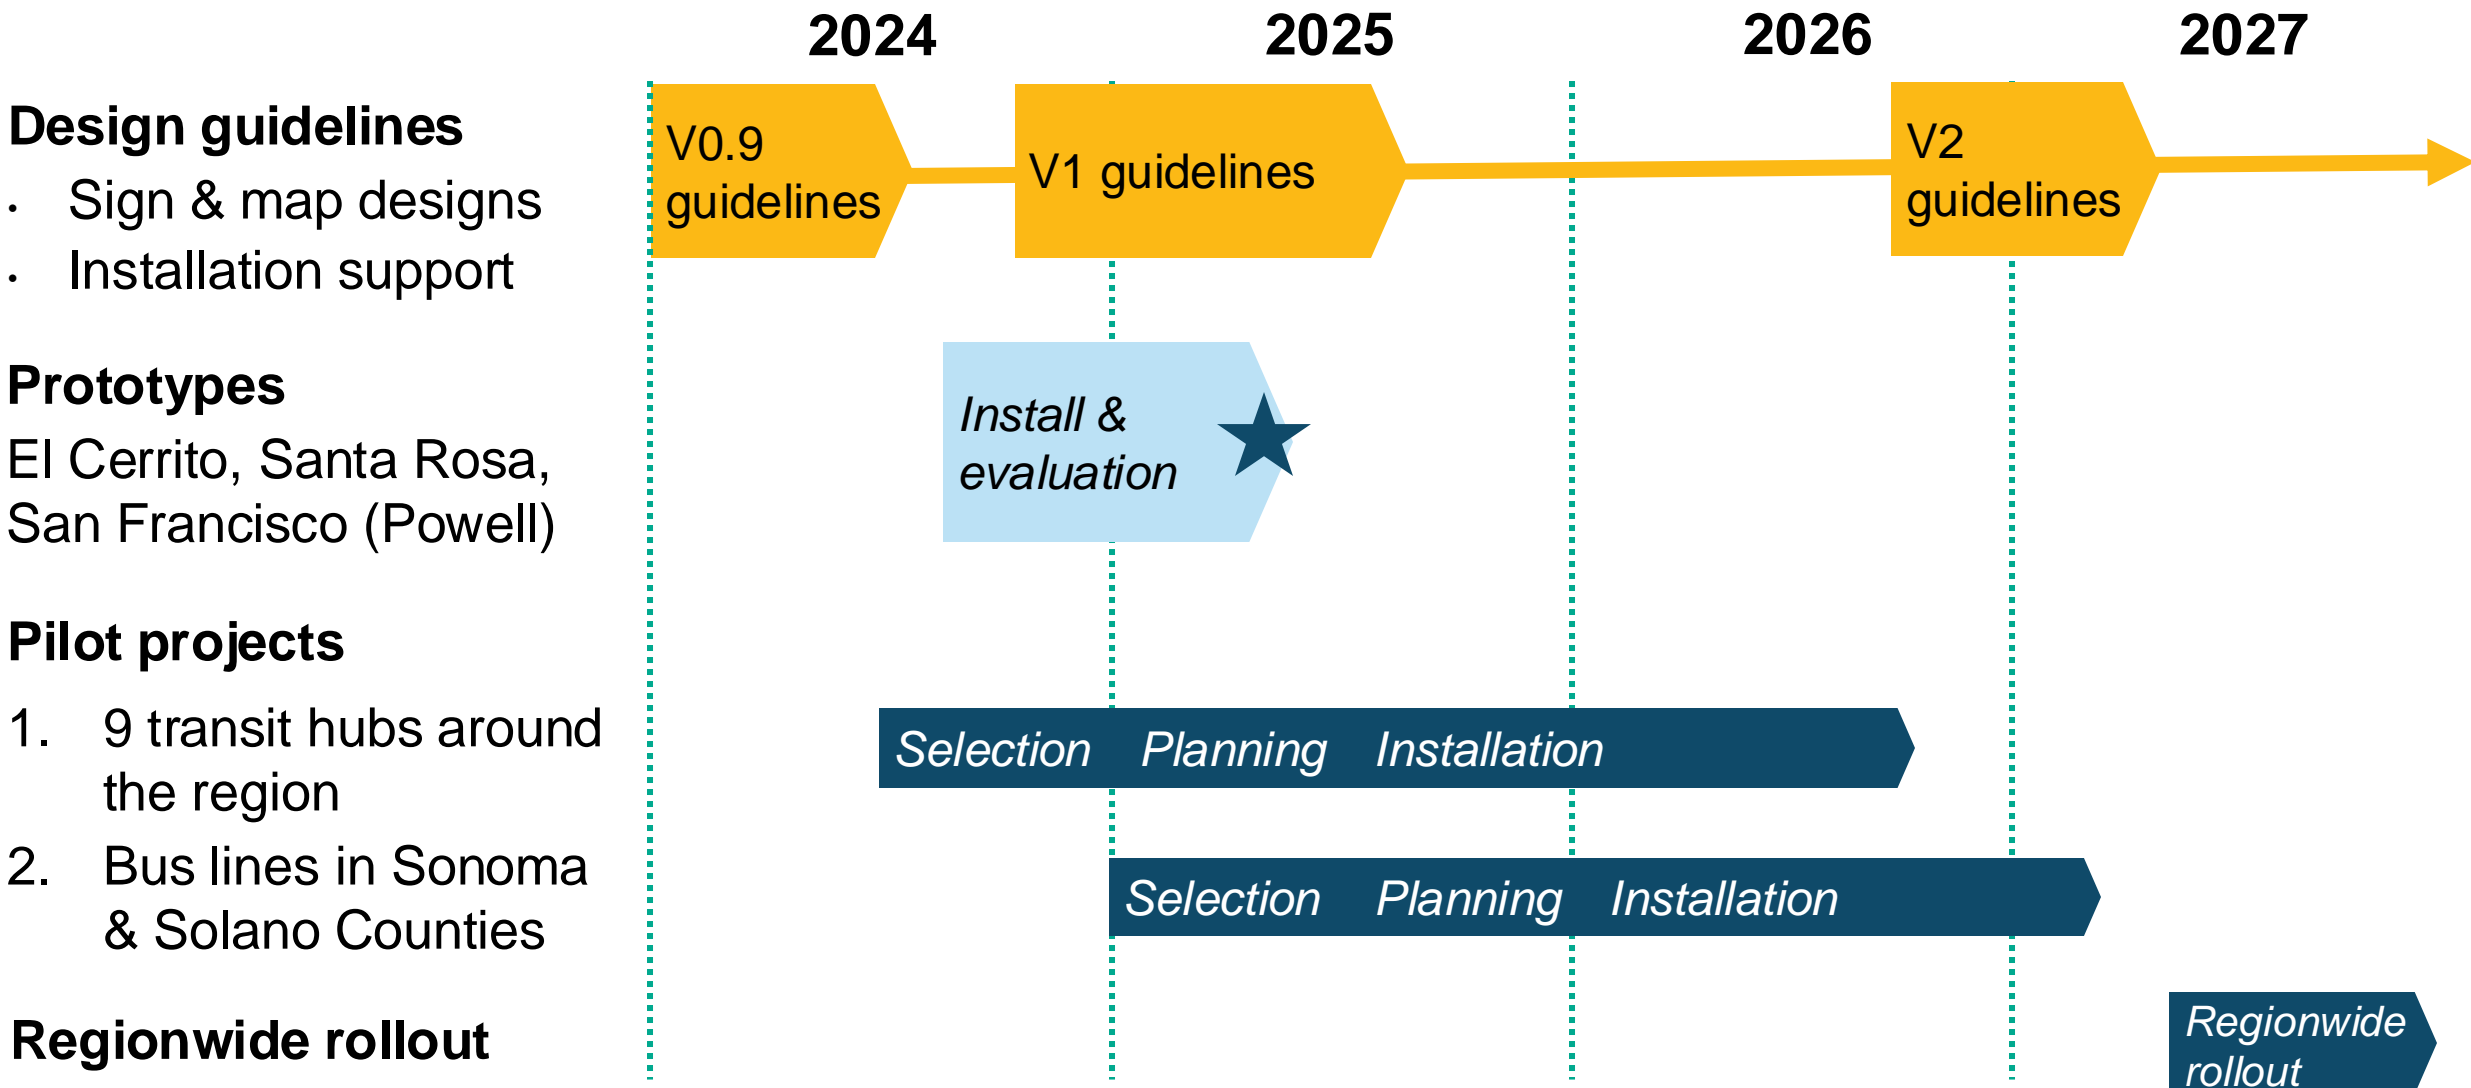 2024 2025 2026 2027
Design guidelines
• Sign & map designs
• Installation support
V0.9
guidelines
V1 guidelines
V2
guidelines
Prototypes
El Cerrito, Santa Rosa,
San Francisco (Powell)
Install &
evaluation
Pilot projects
1. 9 transit hubs around
the region
Selection Planning Installation
2. Bus lines in Sonoma
& Solano Counties
Selection Planning Installation
Regionwide rollout
Regionwide
rollout